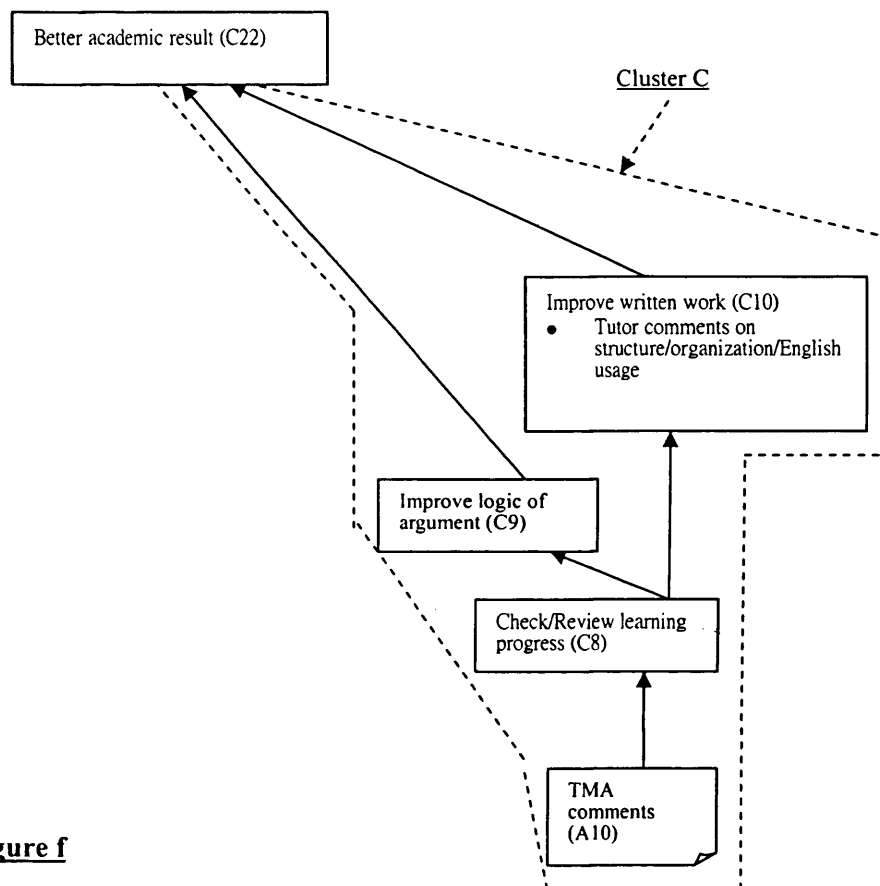 Better academic result (C22)
Cluster C
Improve written work (C10)
● Tutor comments on
structure/organization/English
usage
Improve logic of
argument (C9)
Check/Review learning
progress (C8)
TMA
comments
(A10)
gure f